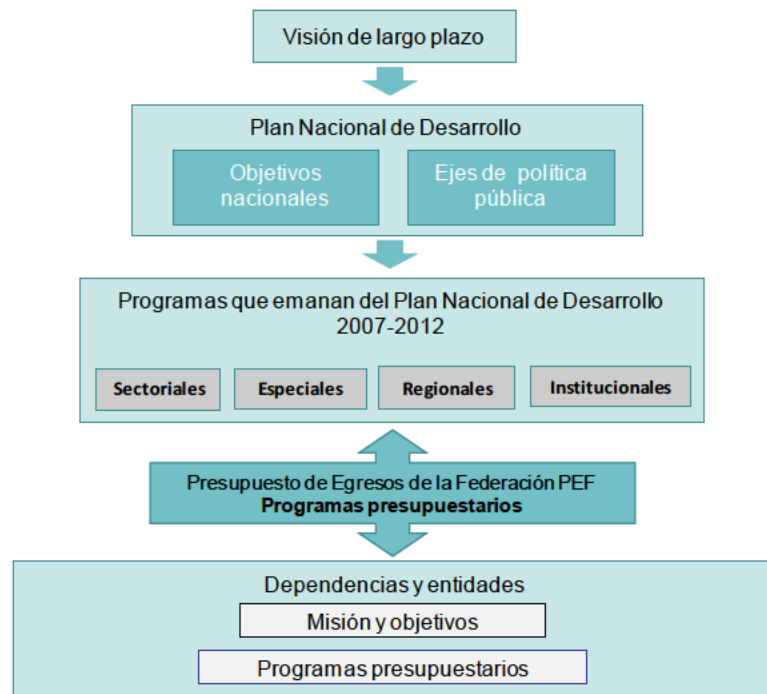 Visión de largo plazo
Plan Nacional de Desarrollo
Objetivos
nacionales
Ejes de política
pública
Programas que emanan del Plan Nacional de Desarrollo
2007-2012
Sectoriales
Especiales
Regionales
Institucionales
Presupuesto de Egresos de la Federación PEF
Programas presupuestarios
Dependencias y entidades
Misión y objetivos
Programas presupuestarios